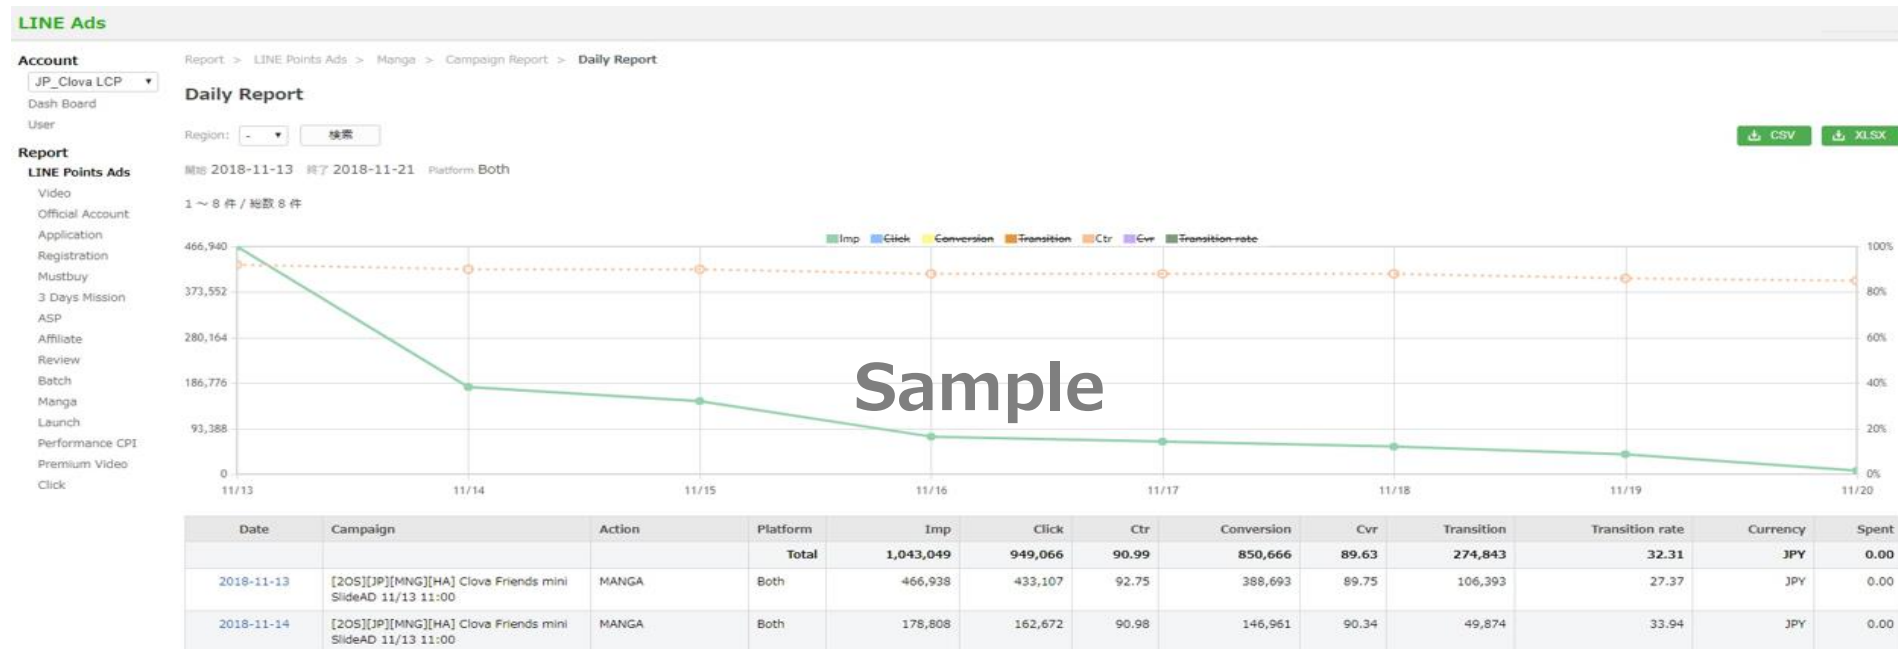 LINE Ads
Account
JP_Clova LCP
Dash Board
User
Report
LINE Points Ads
Video
Official Account
Application
Registration
Mustbuy
3 Days Mission
ASP
Affiliate
Review
Batch
Manga
Launch
Performance CPI
Premium Video
Click
Report > LINE Points Ads > Manga > Campaign Report > Daily Report
Daily Report
Region: - 検索
CSV XLSX
開始 2018-11-13 終了 2018-11-21 Platform Both
1 ～ 8 件 / 総数 8 件
Imp Click Conversion Transition Ctr Cvr Transition rate
466,940 100%
373,552 80%
280,164 60%
186,776 40%
93,388 20%
0 0%
Sample
11/13 11/14 11/15 11/16 11/17 11/18 11/19 11/20
Date Campaign Action Platform Imp Click Ctr Conversion Cvr Transition Transition rate Currency Spent
Total 1,043,049 949,066 90.99 850,666 89.63 274,843 32.31 JPY 0.00
2018-11-13 [2OS][JP][MNG][HA] Clova Friends mini MANGA Both 466,938 433,107 92.75 388,693 89.75 106,393 27.37 JPY 0.00
SlideAD 11/13 11:00
2018-11-14 [2OS][JP][MNG][HA] Clova Friends mini MANGA Both 178,808 162,672 90.98 146,961 90.34 49,874 33.94 JPY 0.00
SlideAD 11/13 11:00